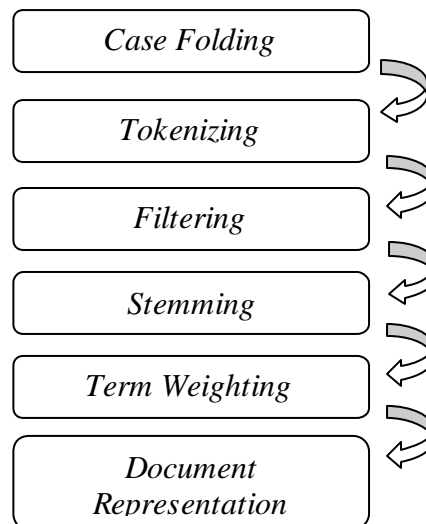 Case Folding
Tokenizing
Filtering
Stemming
Term Weighting
Document
Representation